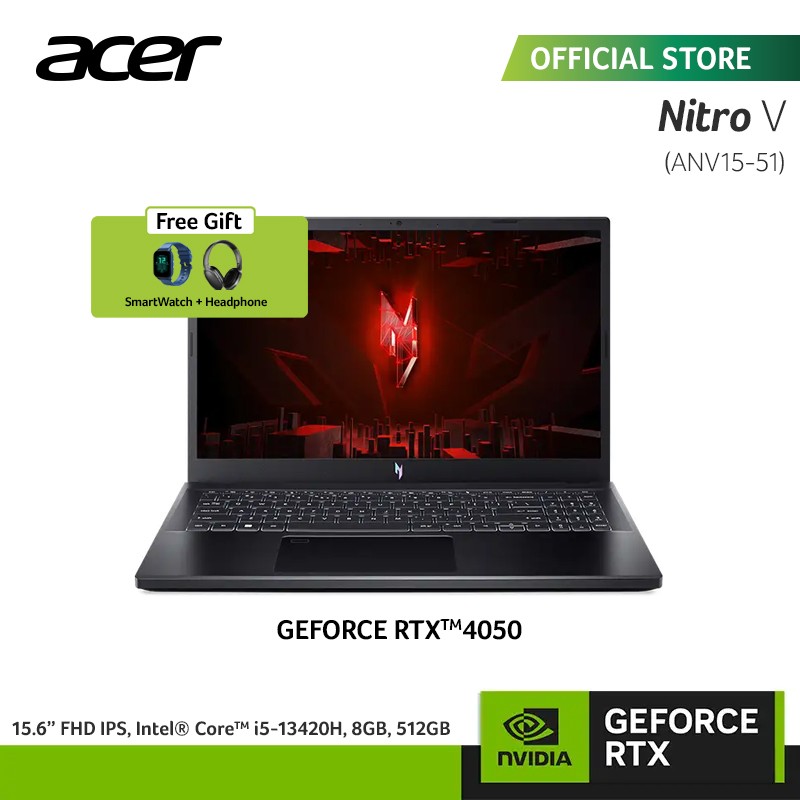 acer
OFFICIAL STORE
Nitro V
(ANV15-51)
Free Gift
SmartWatch + Headphone
GEFORCE RTX™4050
15.6” FHD IPS, Intel® Core™ i5-13420H, 8GB, 512GB
NVIDIA
GEFORCE
RTX